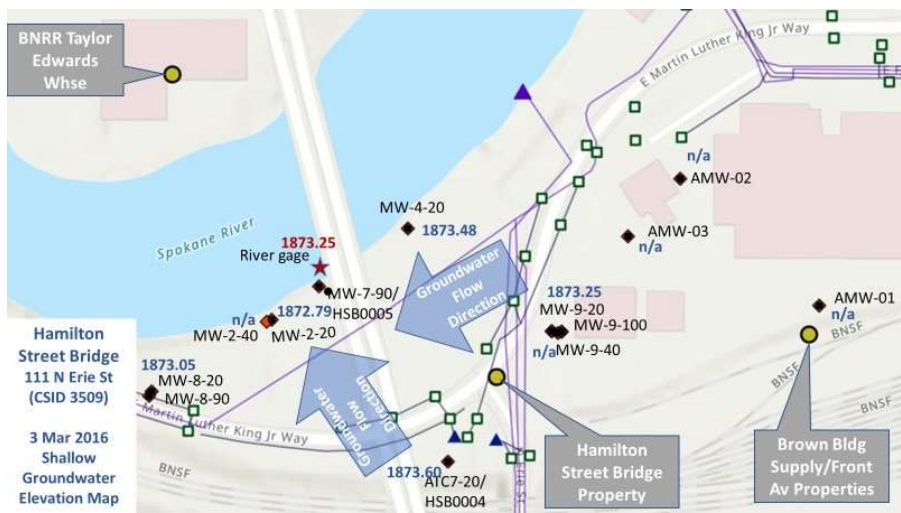 BNRR Taylor
Edwards
Whse
E Martin Luther King Jr Way
n/a
AMW-02
MW-4-20
1873.48
AMW-03
n/a
Spokane River
1873.25
River gage
Groundwater
Flow
Direction
MW-7-90/
HSB0005
1873.25
MW-9-20
MW-9-100
MW-9-40
n/a
AMW-01
n/a
BNSF
BNSF
BNSF
n/a
1872.79
MW-2-40
MW-2-20
Hamilton
Street Bridge
111 N Erie St
(CSID 3509)
3 Mar 2016
Shallow
Groundwater
Elevation Map
1873.05
MW-8-20
MW-8-90
E Martin Luther King Jr Way
BNSF
Groundwater
Flow
Direction
1873.60
ATC7-20/
HSB0004
Hamilton
Street Bridge
Property
Brown Bldg
Supply/Front
Av Properties